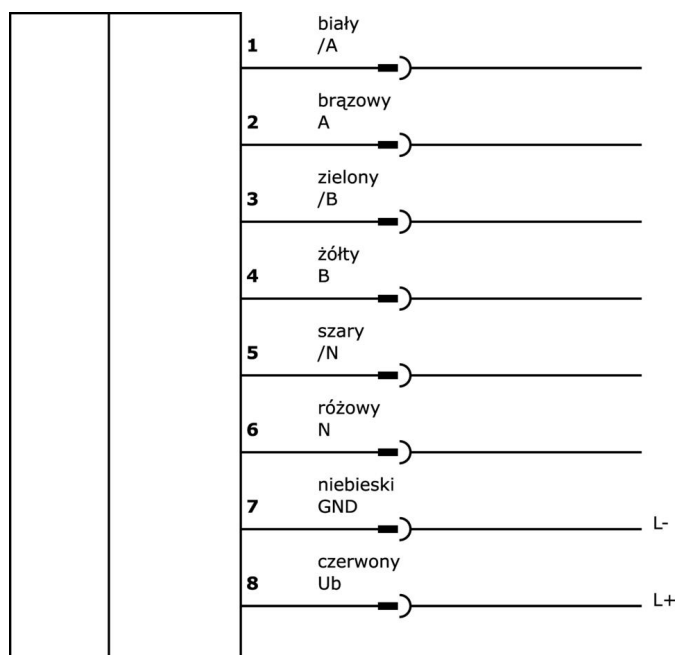 biały
1 /A
brązowy
2 A
zielony
3 /B
żółty
4 B
szary
5 /N
różowy
6 N
niebieski
7 GND
L-
czerwony
8 Ub
L+